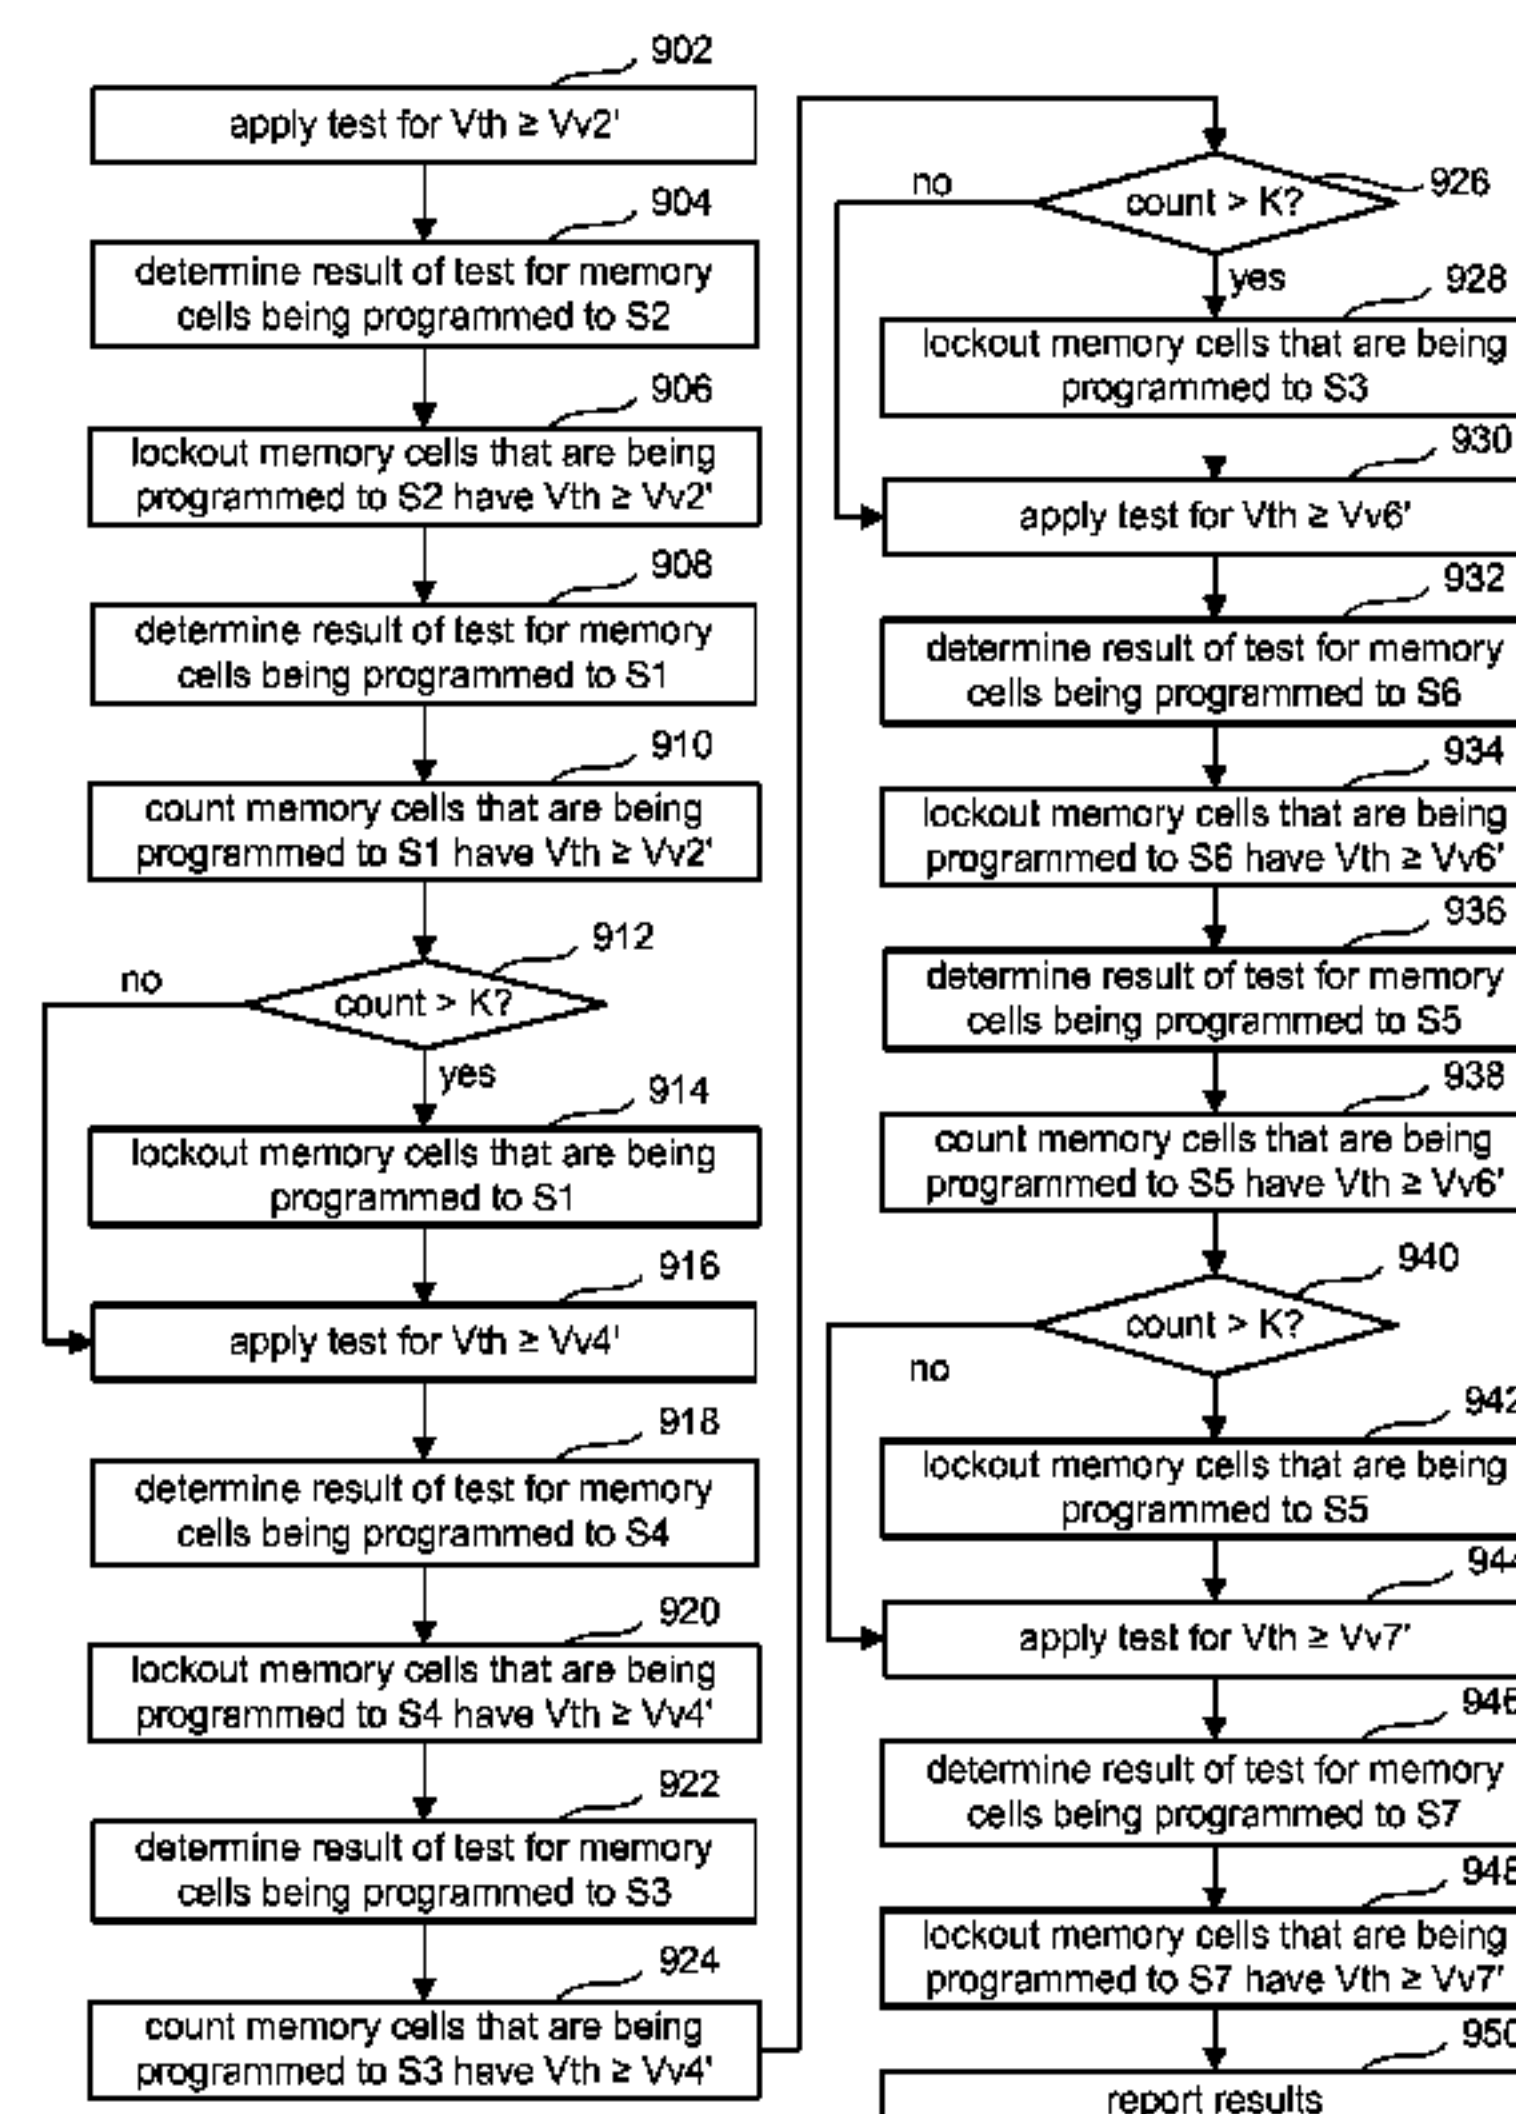 902
apply test for Vth ≥ Vv2'
904
determine result of test for memory
cells being programmed to S2
906
lockout memory cells that are being
programmed to S2 have Vth ≥ Vv2'
908
determine result of test for memory
cells being programmed to S1
910
count memory cells that are being
programmed to S1 have Vth ≥ Vv2'
912
no
count > K?
yes
914
lockout memory cells that are being
programmed to S1
916
apply test for Vth ≥ Vv4'
918
determine result of test for memory
cells being programmed to S4
920
lockout memory cells that are being
programmed to S4 have Vth ≥ Vv4'
922
determine result of test for memory
cells being programmed to S3
924
count memory cells that are being
programmed to S3 have Vth ≥ Vv4'
no
count > K?
926
yes
928
lockout memory cells that are being
programmed to S3
930
apply test for Vth ≥ Vv6'
932
determine result of test for memory
cells being programmed to S6
934
lockout memory cells that are being
programmed to S6 have Vth ≥ Vv6'
936
determine result of test for memory
cells being programmed to S5
938
count memory cells that are being
programmed to S5 have Vth ≥ Vv6'
940
count > K?
no
942
lockout memory cells that are being
programmed to S5
944
apply test for Vth ≥ Vv7'
946
determine result of test for memory
cells being programmed to S7
948
lockout memory cells that are being
programmed to S7 have Vth ≥ Vv7'
950
report results